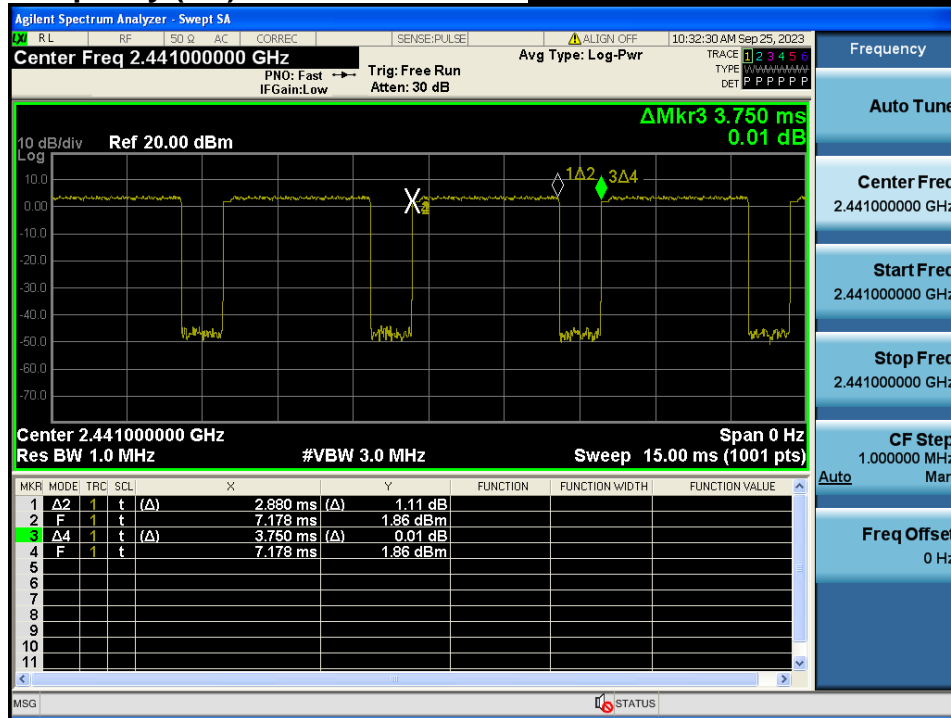 Agilent Spectrum Analyzer - Swept SA
LXI RL RF 50 Ω AC CORREC SENSE:PULSE ALIGN OFF 10:32:30 AM Sep 25, 2023
Center Freq 2.441000000 GHz
PNO: Fast
IFGain:Low
Trig: Free Run
Atten: 30 dB
Avg Type: Log-Pwr
TRACE 1 2 3 4 5 6
TYPE
DET P P P P P P
ΔMkr3 3.750 ms
0.01 dB
10 dB/div Ref 20.00 dBm
Log
10.0
0.00
-10.0
-20.0
-30.0
-40.0
-50.0
-60.0
-70.0
1Δ2 3Δ4
Center 2.441000000 GHz Span 0 Hz
Res BW 1.0 MHz #VBW 3.0 MHz Sweep 15.00 ms (1001 pts)
MKR MODE TRC SCL X Y FUNCTION FUNCTION WIDTH FUNCTION VALUE
1 Δ2 1 t (Δ) 2.880 ms (Δ) 1.11 dB
2 F 1 t 7.178 ms 1.86 dBm
3 Δ4 1 t (Δ) 3.750 ms (Δ) 0.01 dB
4 F 1 t 7.178 ms 1.86 dBm
5
6
7
8
9
10
11
MSG STATUS
Frequency
Auto Tune
Center Freq
2.441000000 GHz
Start Freq
2.441000000 GHz
Stop Freq
2.441000000 GHz
CF Step
1.000000 MHz
Auto Man
Freq Offset
0 Hz